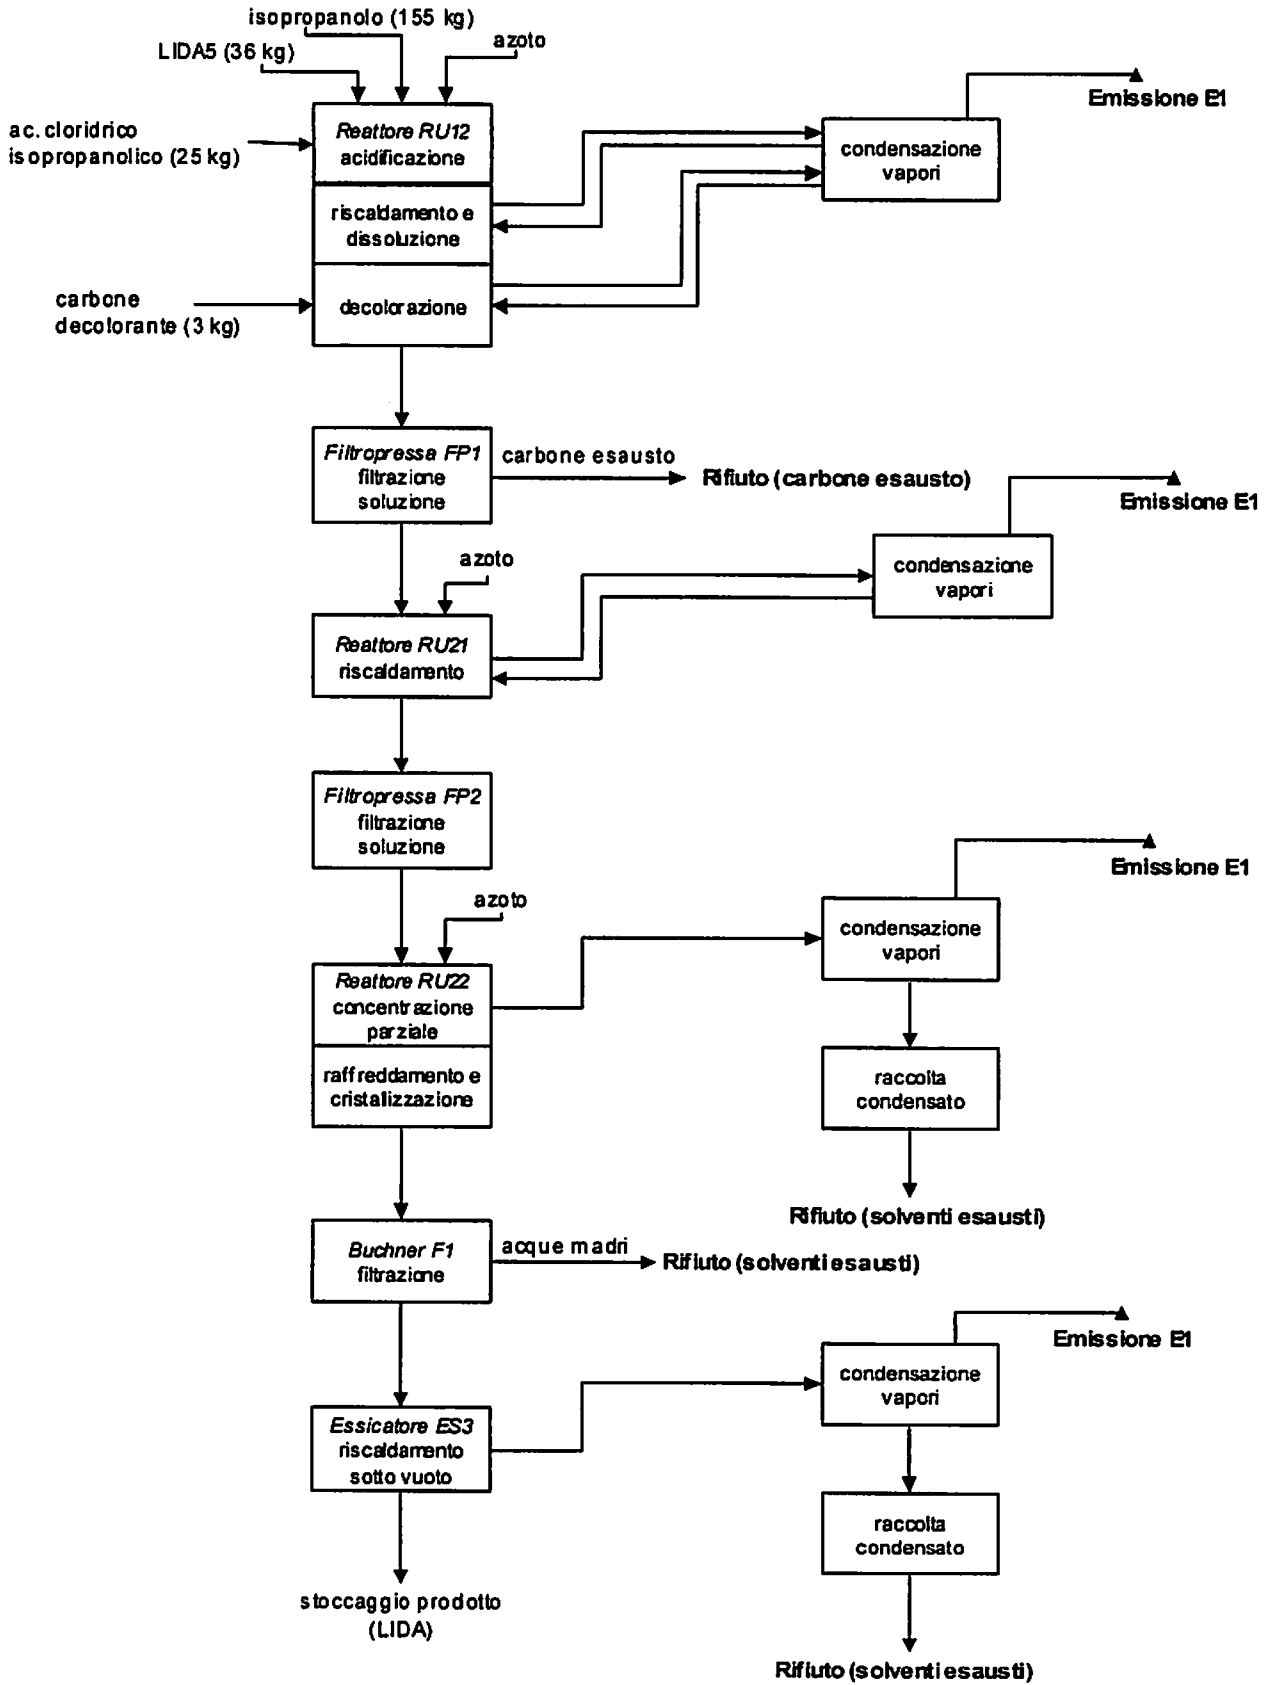 isopropanolo (155 kg)
LIDA5 (36 kg)
azoto
Emissione E1
ac. cloridrico
isopropanolico (25 kg)
Reattore RU12
acidificazione
condensazione
vapori
riscaldamento e
dissoluzione
carbone
decolorante (3 kg)
decolorazione
Filtropressa FP1
filtrazione
soluzione
carbone esausto
Rifiuto (carbone esausto)
Emissione E1
azoto
condensazione
vapori
Reattore RU21
riscaldamento
Filtropressa FP2
filtrazione
soluzione
Emissione E1
azoto
condensazione
vapori
Reattore RU22
concentrazione
parziale
raffreddamento e
cristalizzazione
raccolta
condensato
Rifiuto (solventi esausti)
Buchner F1
filtrazione
acque madri
Rifiuto (solventi esausti)
Emissione E1
condensazione
vapori
Essicatore ES3
riscaldamento
sotto vuoto
raccolta
condensato
stoccaggio prodotto
(LIDA)
Rifiuto (solventi esausti)